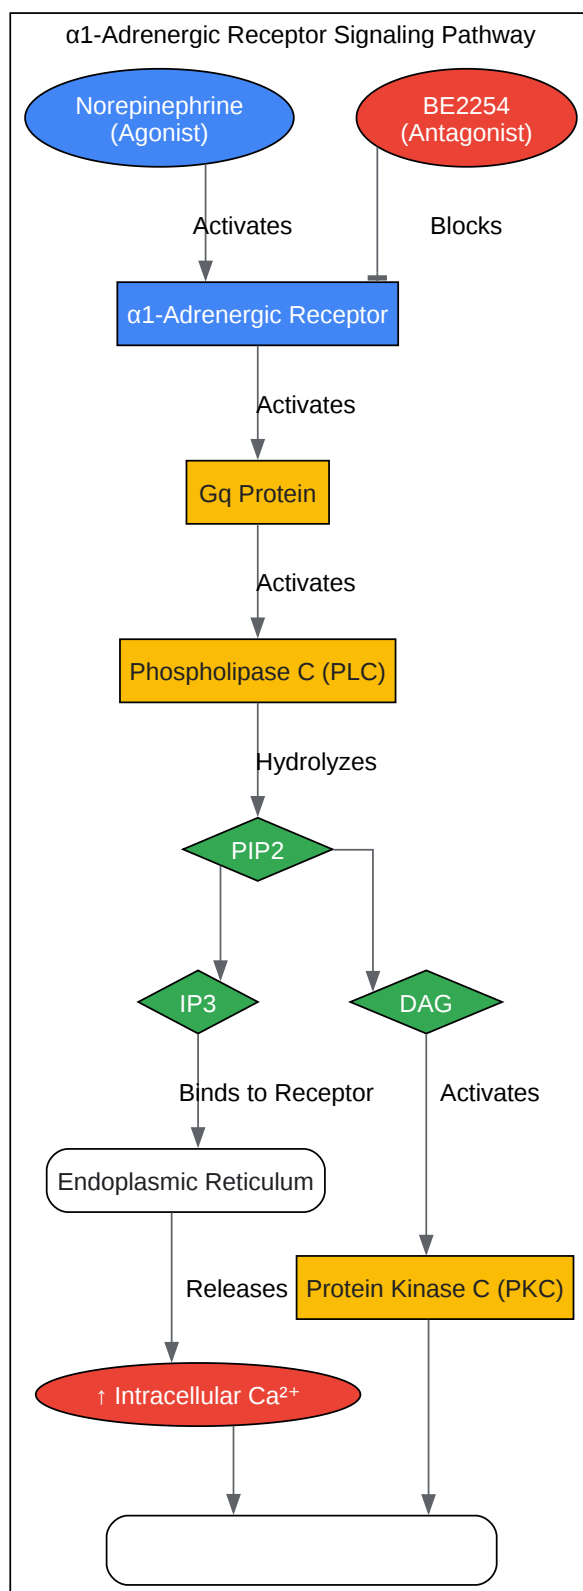 α1-Adrenergic Receptor Signaling Pathway
Norepinephrine
(Agonist)
BE2254
(Antagonist)
Activates
Blocks
α1-Adrenergic Receptor
Activates
Gq Protein
Activates
Phospholipase C (PLC)
Hydrolyzes
PIP2
IP3
DAG
Binds to Receptor
Activates
Endoplasmic Reticulum
Releases
Protein Kinase C (PKC)
↑ Intracellular Ca²⁺